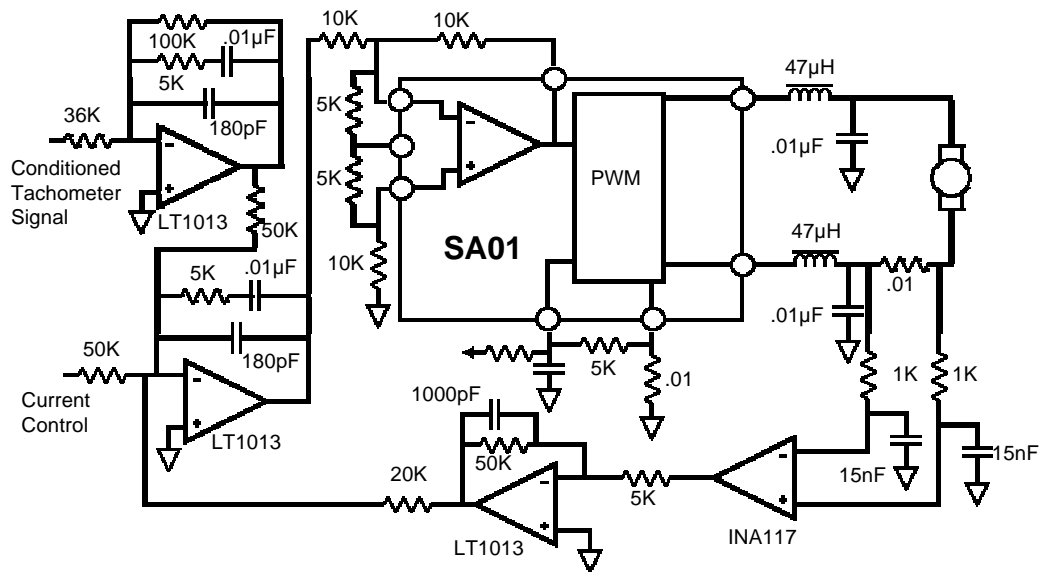 10K
10K
.01µF
100K
5K
180pF
36K
Conditioned
Tachometer
Signal
LT1013
50K
5K
5K
10K
SA01
PWM
47µH
.01µF
47µH
.01
.01µF
5K
.01µF
180pF
50K
Current
Control
LT1013
5K
.01
1000pF
50K
20K
LT1013
5K
1K
1K
15nF
15nF
INA117